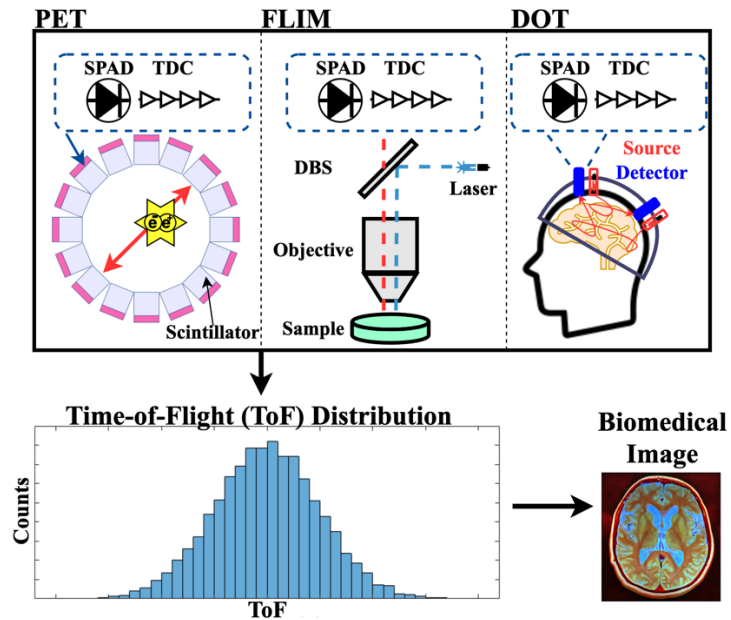 PET
FLIM
DOT
SPAD TDC
SPAD TDC
SPAD TDC
Scintillator
e e
DBS
Laser
Objective
Sample
Source
Detector
Time-of-Flight (ToF) Distribution
Counts
ToF
Biomedical
Image